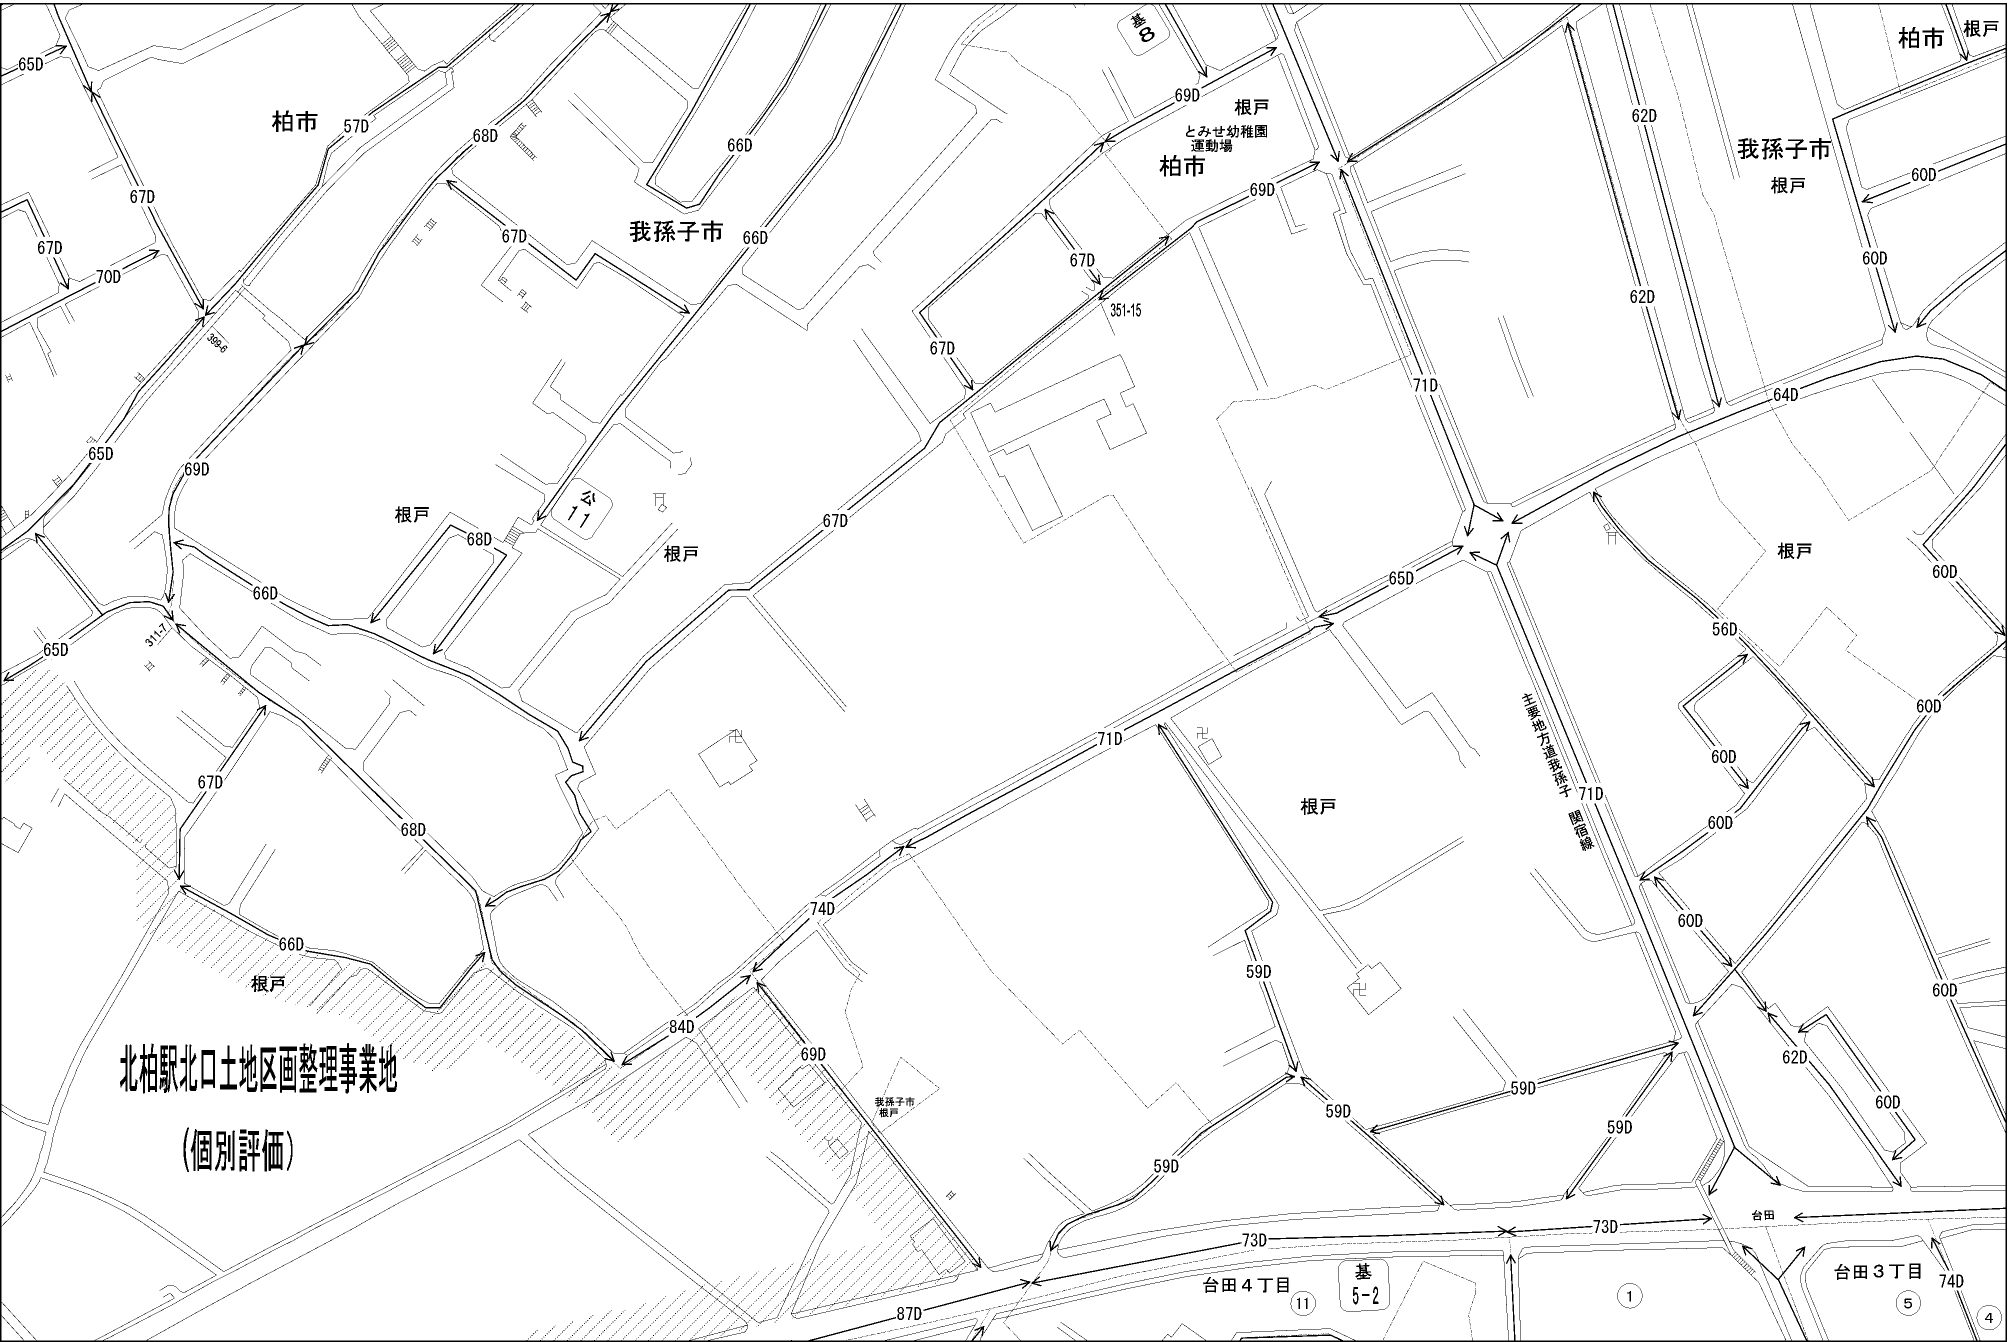 基
8
柏市
根戸
65D
柏市
57D
68D
66D
69D
根戸
とみせ幼稚園
運動場
柏市
62D
我孫子市
根戸
60D
67D
67D
70D
67D
我孫子市
66D
69D
67D
62D
60D
399-6
351-15
67D
71D
64D
65D
69D
根戸
68D
公
11
根戸
67D
根戸
65D
60D
66D
311-7
65D
56D
71D
主要地方道我孫子 関宿線
60D
60D
67D
68D
根戸
71D
60D
74D
60D
66D
根戸
59D
60D
84D
69D
62D
北柏駅北口土地区画整理事業地
(個別評価)
我孫子市
根戸
59D
59D
60D
59D
59D
台田
73D
73D
台田4丁目
基
5-2
11
1
台田3丁目
74D
5
4
87D